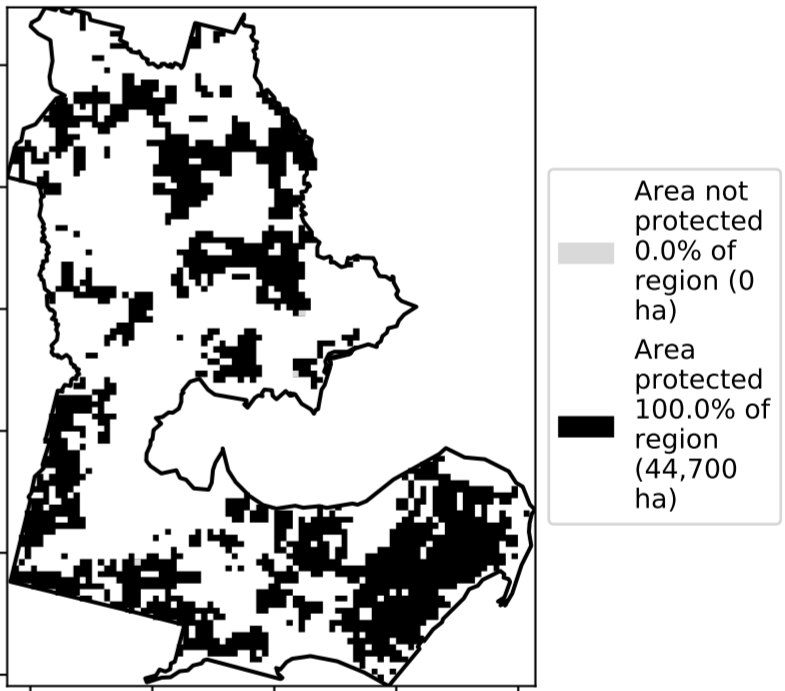 Area not
protected
0.0% of
region (0
ha)
Area
protected
100.0% of
region
(44,700
ha)